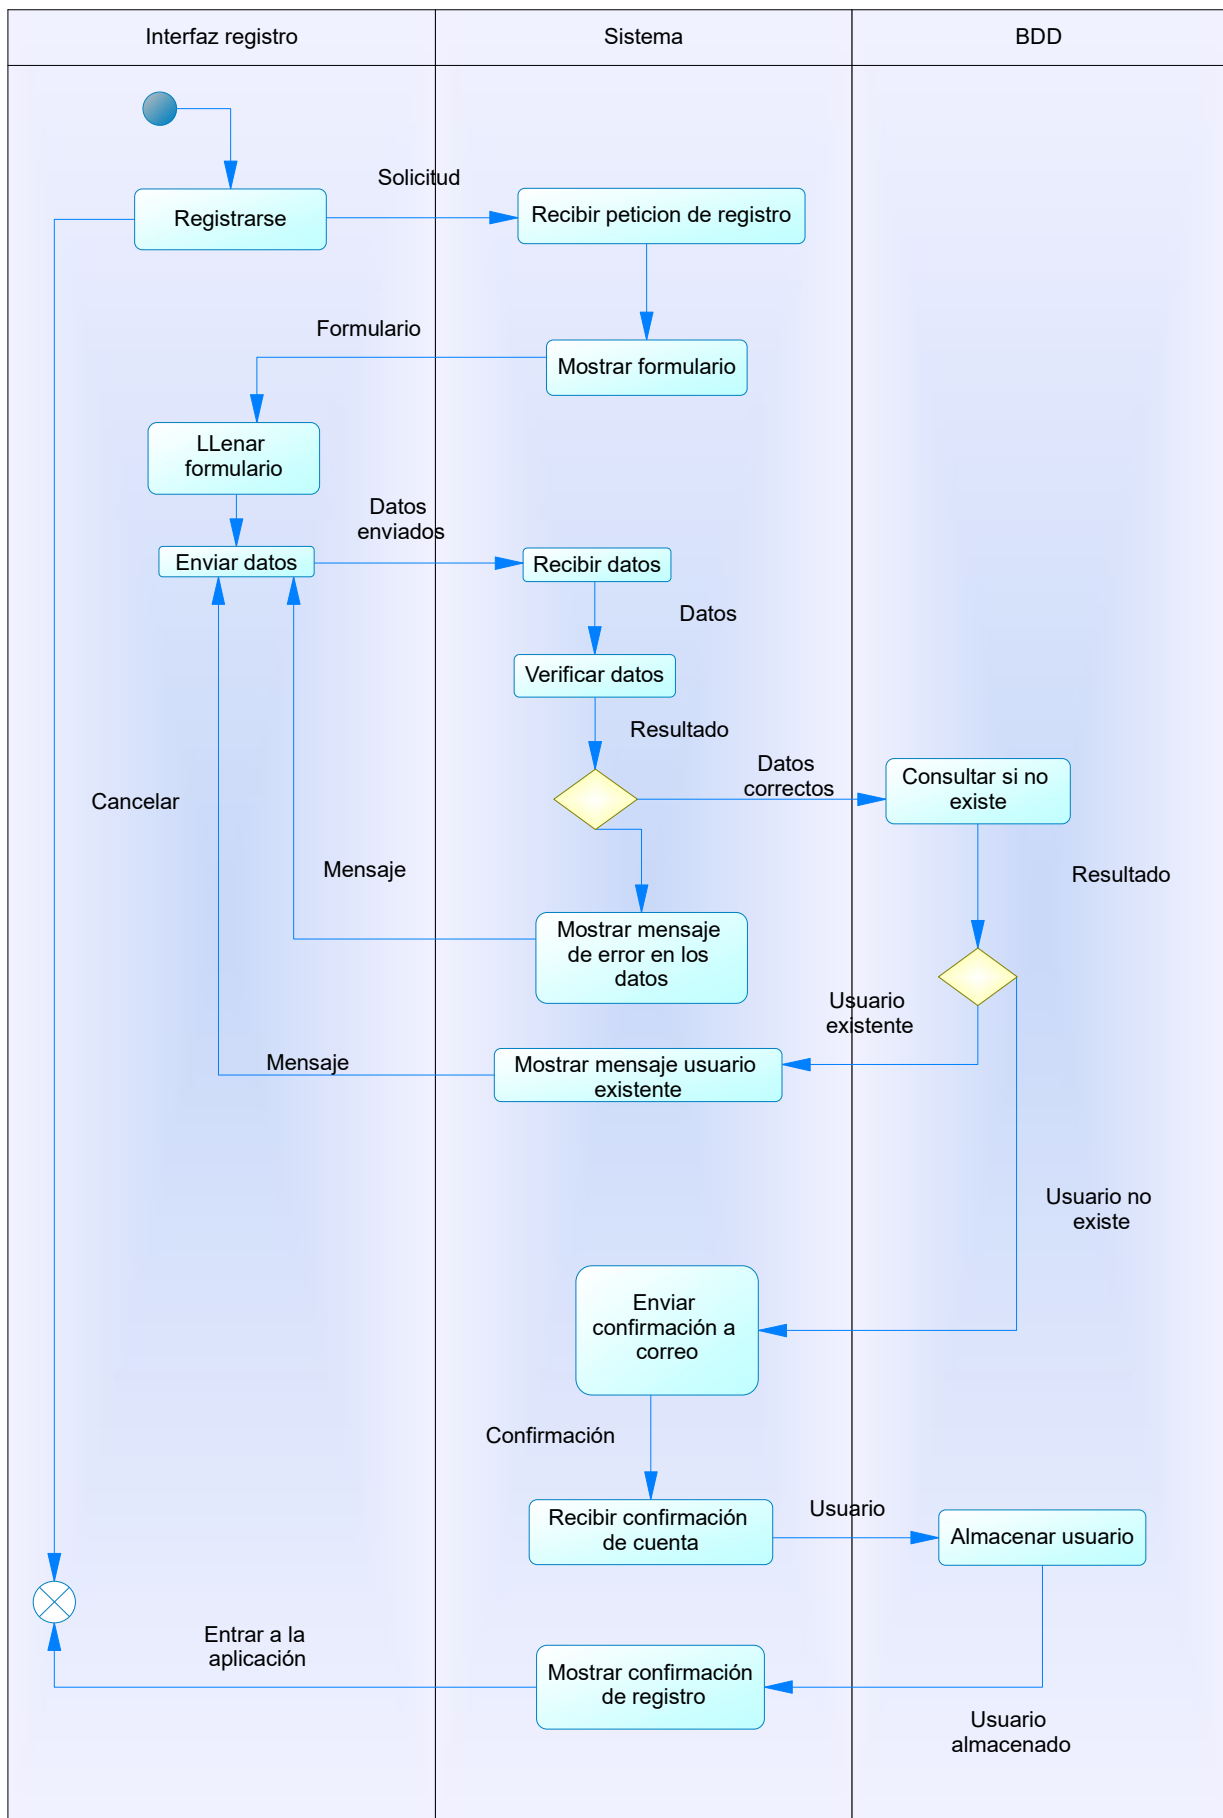 Interfaz registro
Sistema
BDD
Solicitud
Registrarse
Recibir peticion de registro
Formulario
Mostrar formulario
LLenar
formulario
Datos
enviados
Enviar datos
Recibir datos
Datos
Verificar datos
Resultado
Datos
correctos
Consultar si no
existe
Cancelar
Mensaje
Resultado
Mostrar mensaje
de error en los
datos
Usuario
existente
Mensaje
Mostrar mensaje usuario
existente
Usuario no
existe
Enviar
confirmación a
correo
Confirmación
Recibir confirmación
de cuenta
Usuario
Almacenar usuario
Entrar a la
aplicación
Mostrar confirmación
de registro
Usuario
almacenado